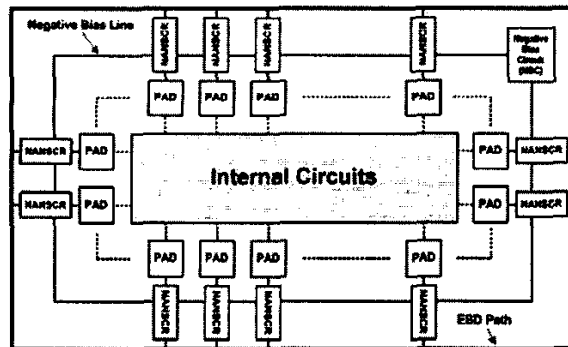 Negative Bias Line
NANSCR
NANSCR
NANSCR
NANSCR
Negative
Bias
Circuit
(NBC)
PAD
PAD
PAD
PAD
NANSCR
PAD
PAD
NANSCR
Internal Circuits
NANSCR
PAD
PAD
NANSCR
PAD
PAD
PAD
PAD
NANSCR
NANSCR
NANSCR
NANSCR
ESD Path